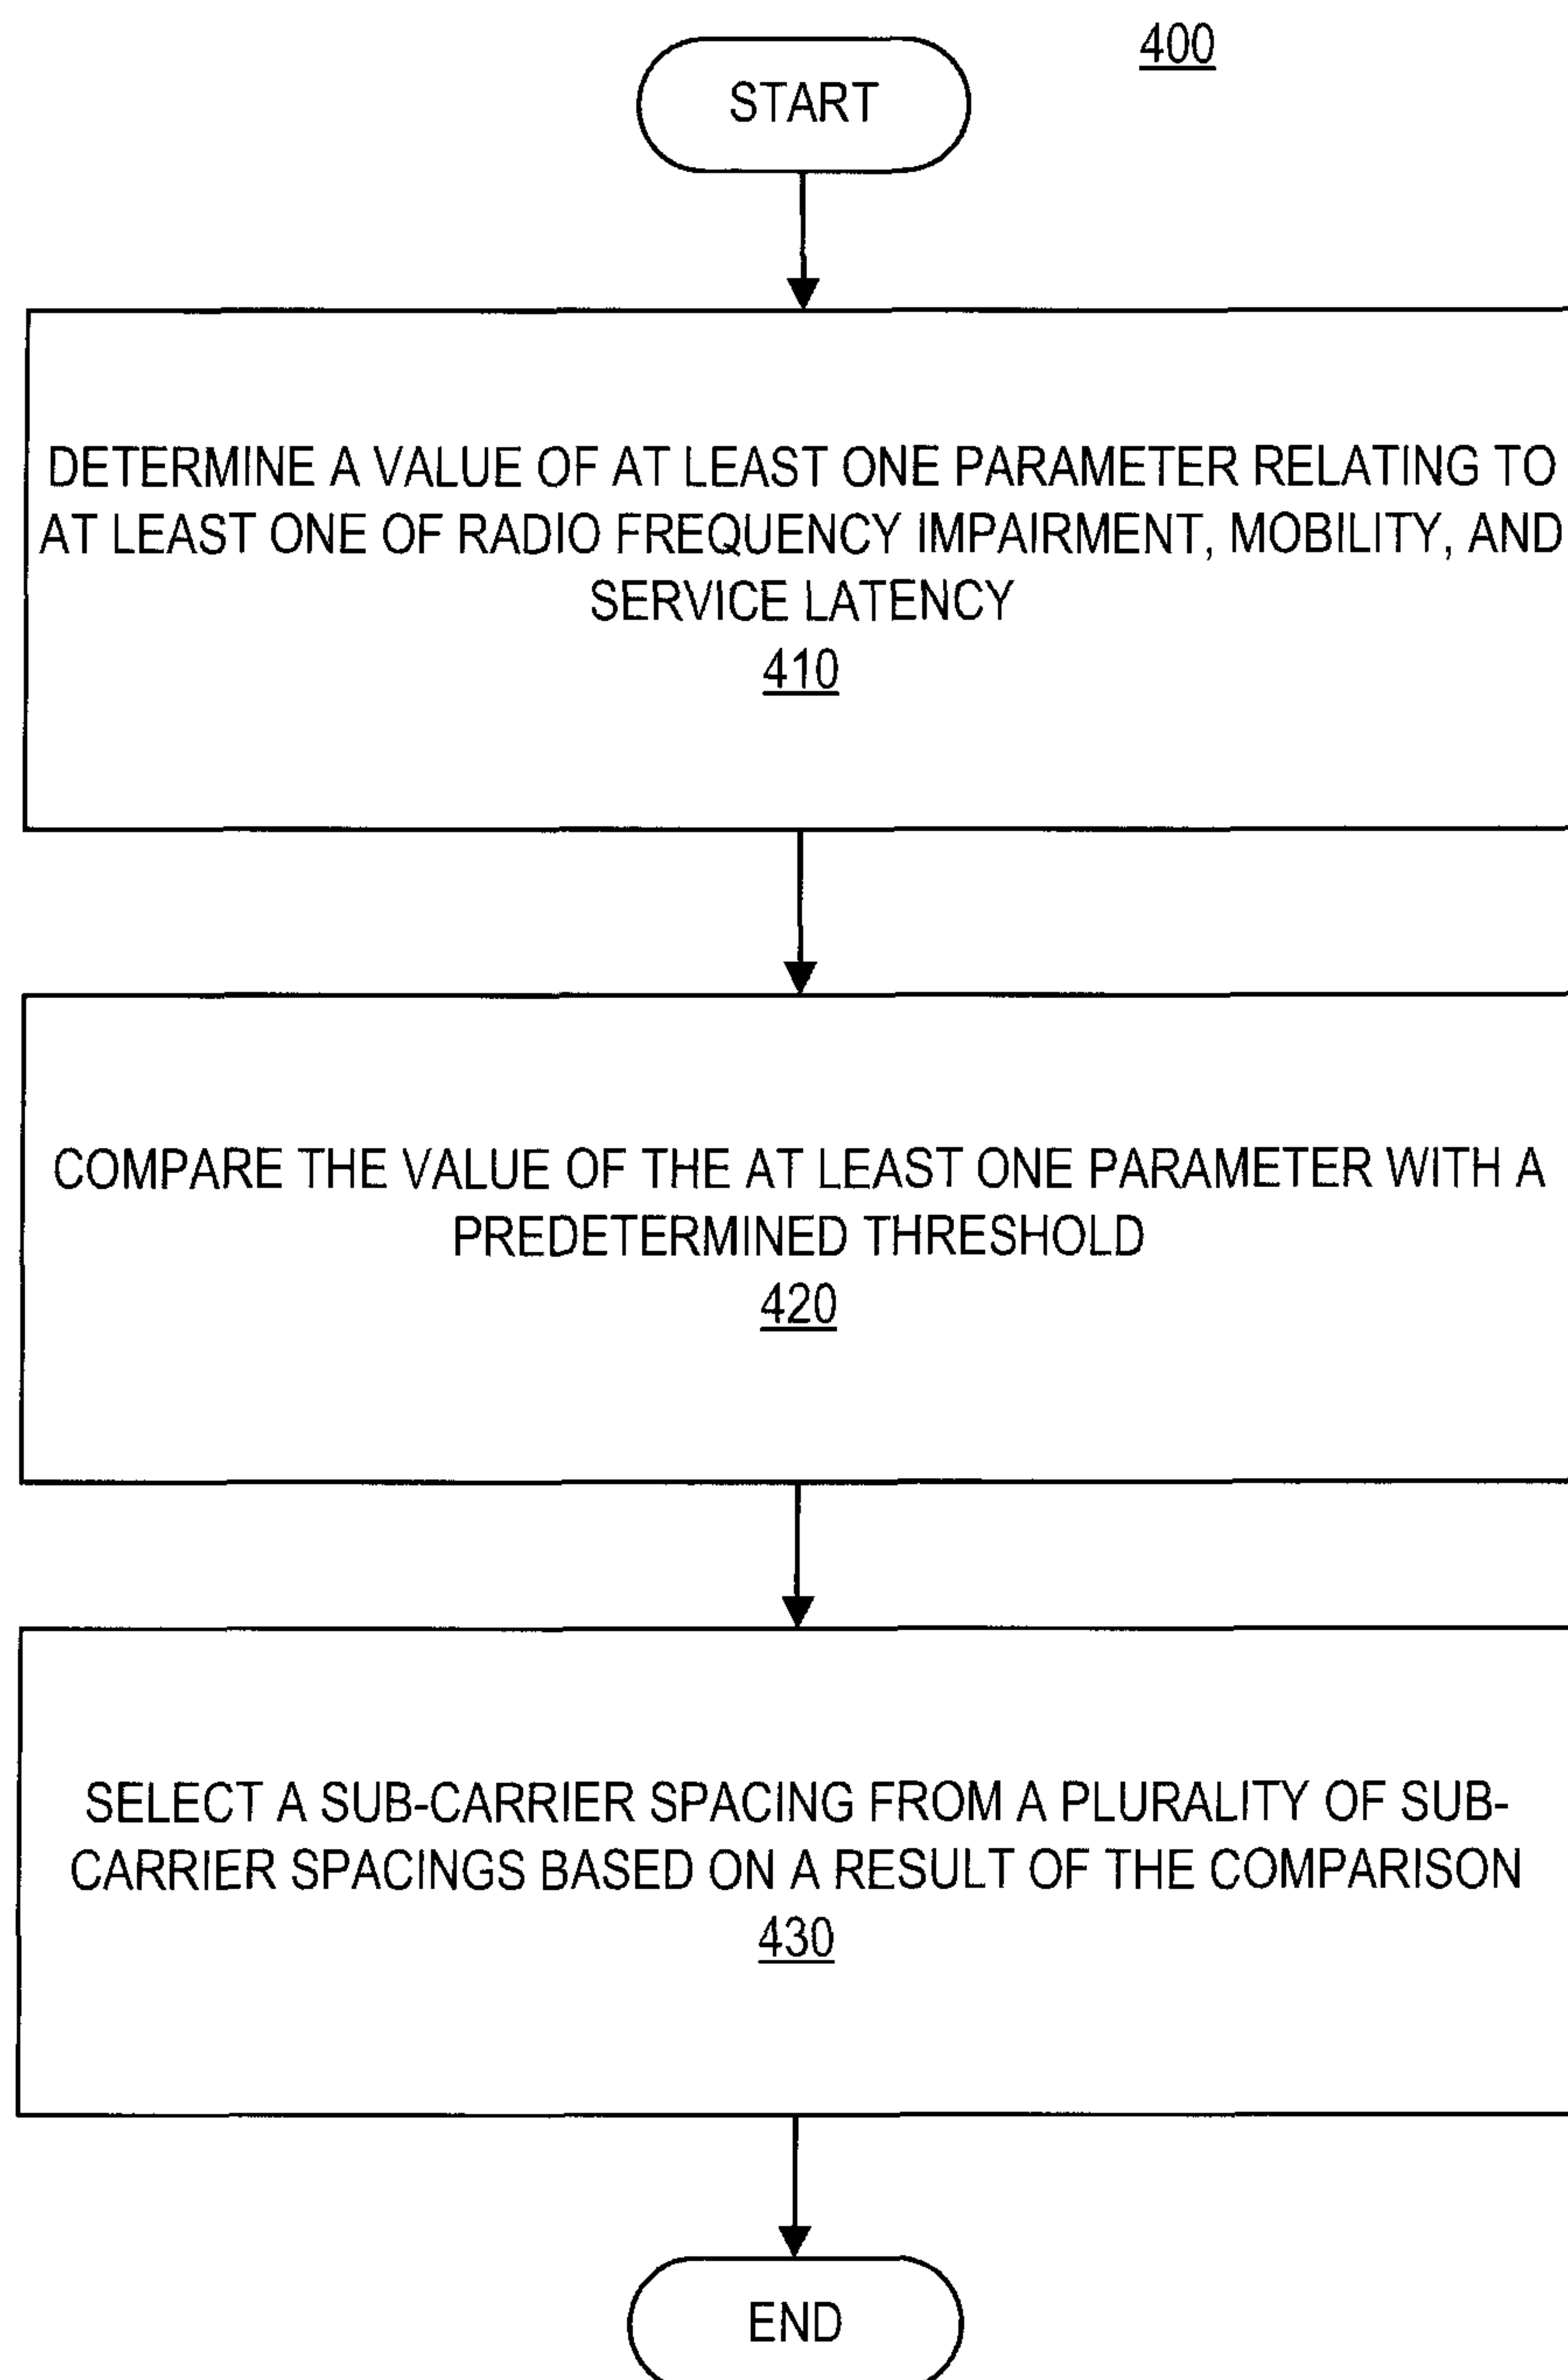 400
START
DETERMINE A VALUE OF AT LEAST ONE PARAMETER RELATING TO
AT LEAST ONE OF RADIO FREQUENCY IMPAIRMENT, MOBILITY, AND
SERVICE LATENCY
410
COMPARE THE VALUE OF THE AT LEAST ONE PARAMETER WITH A
PREDETERMINED THRESHOLD
420
SELECT A SUB-CARRIER SPACING FROM A PLURALITY OF SUB-
CARRIER SPACINGS BASED ON A RESULT OF THE COMPARISON
430
END